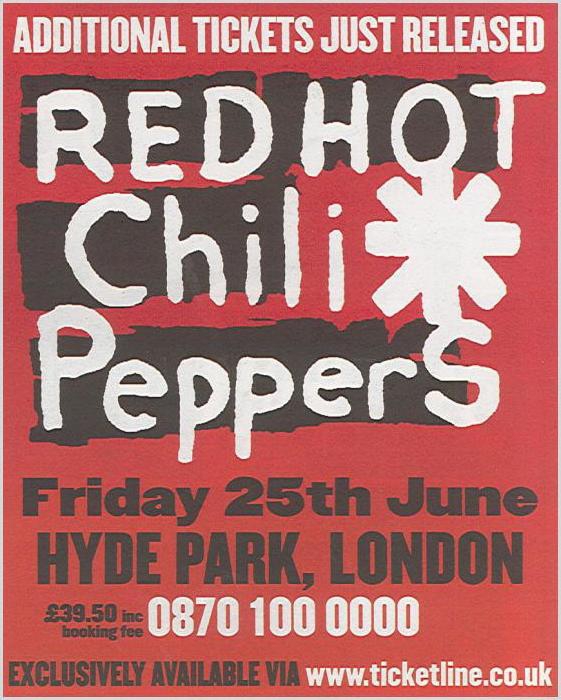 ADDITIONAL TICKETS JUST RELEASED
RED HOT
Chili
PeppeRS
Friday 25th June
HYDE PARK, LONDON
£39.50 inc
booking fee
0870 100 0000
EXCLUSIVELY AVAILABLE VIA www.ticketline.co.uk